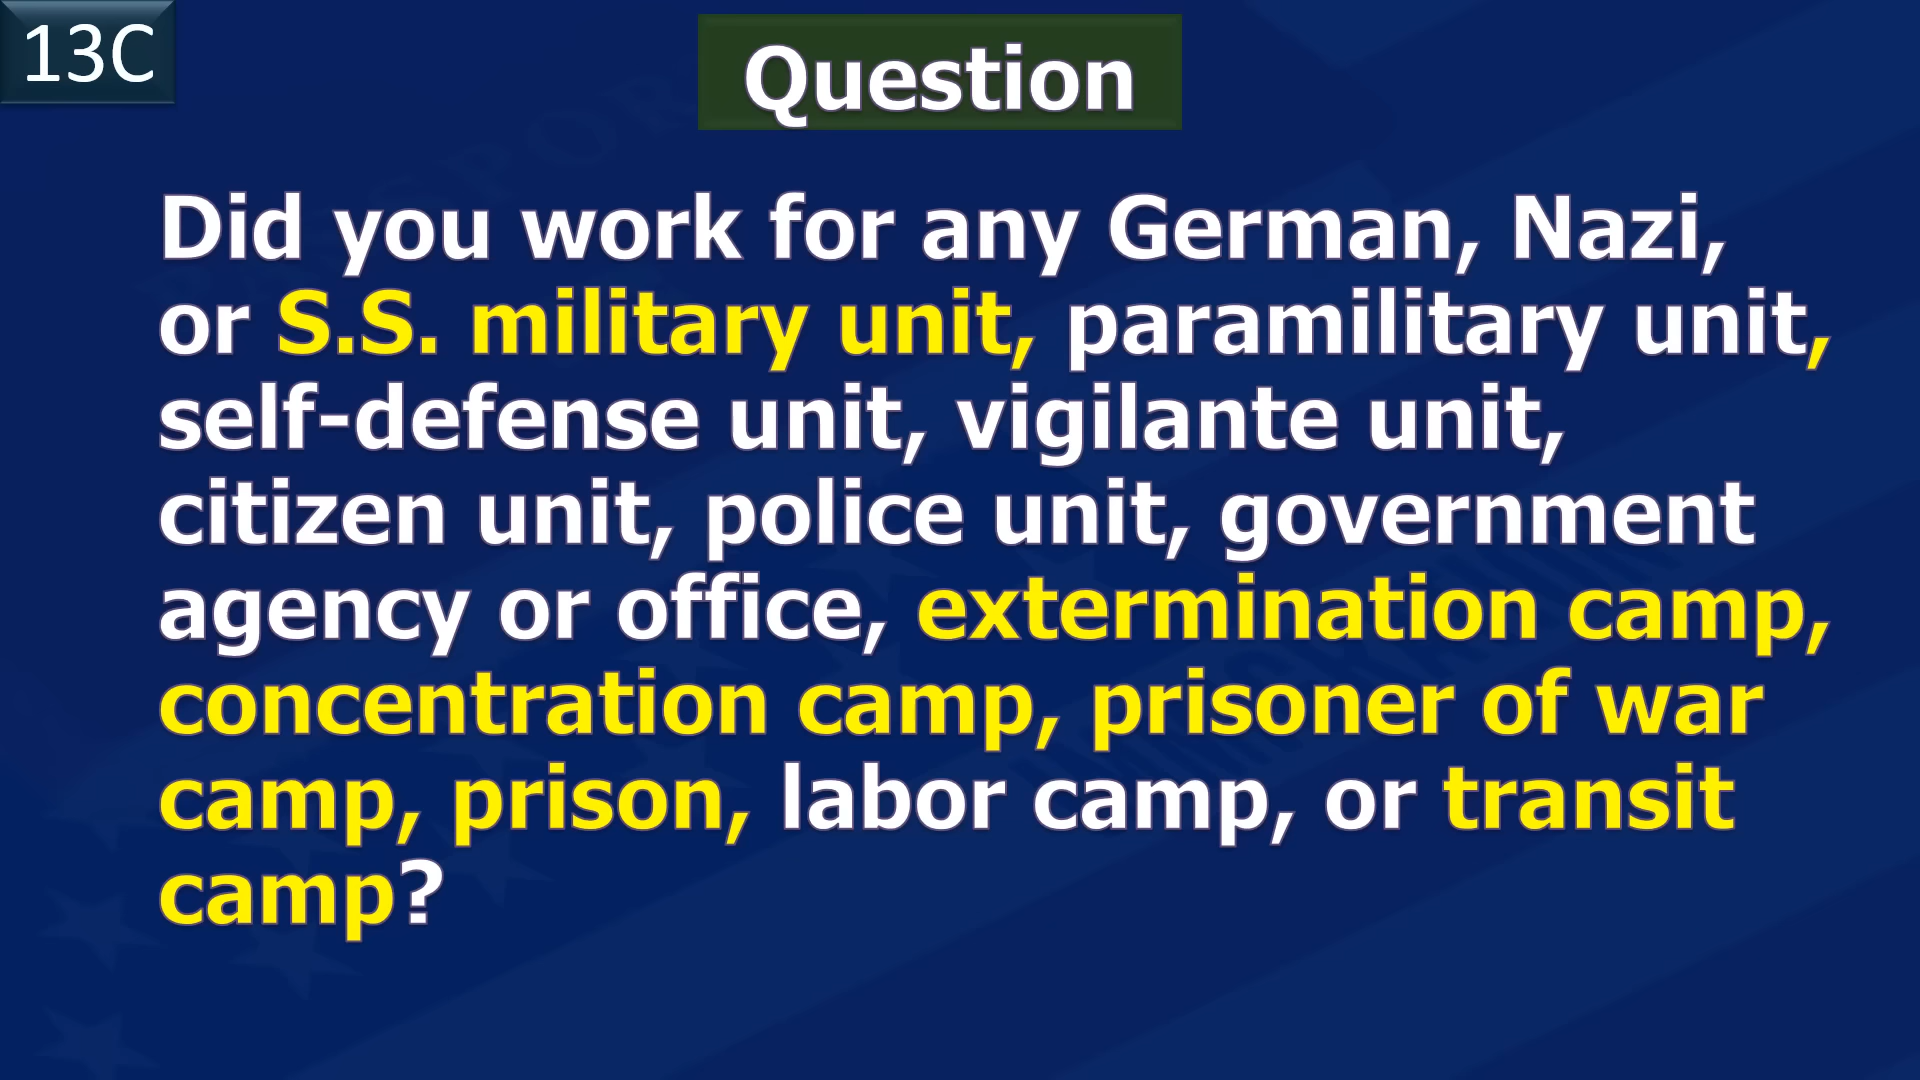 13C
Question
Did you work for any German, Nazi,
or S.S. military unit, paramilitary unit,
self-defense unit, vigilante unit,
citizen unit, police unit, government
agency or office, extermination camp,
concentration camp, prisoner of war
camp, prison, labor camp, or transit
camp?